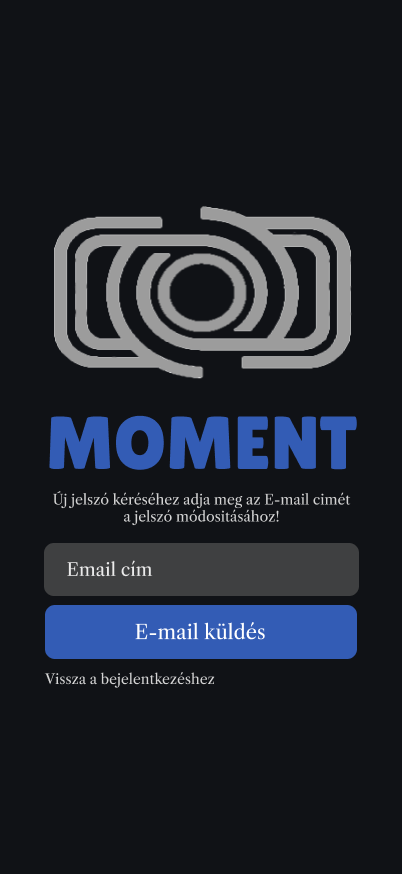 MOMENT
Új jelszó kéréséhez adja meg az E-mail cimét
a jelszó módositásához!
Email cím
E-mail küldés
Vissza a bejelentkezéshez